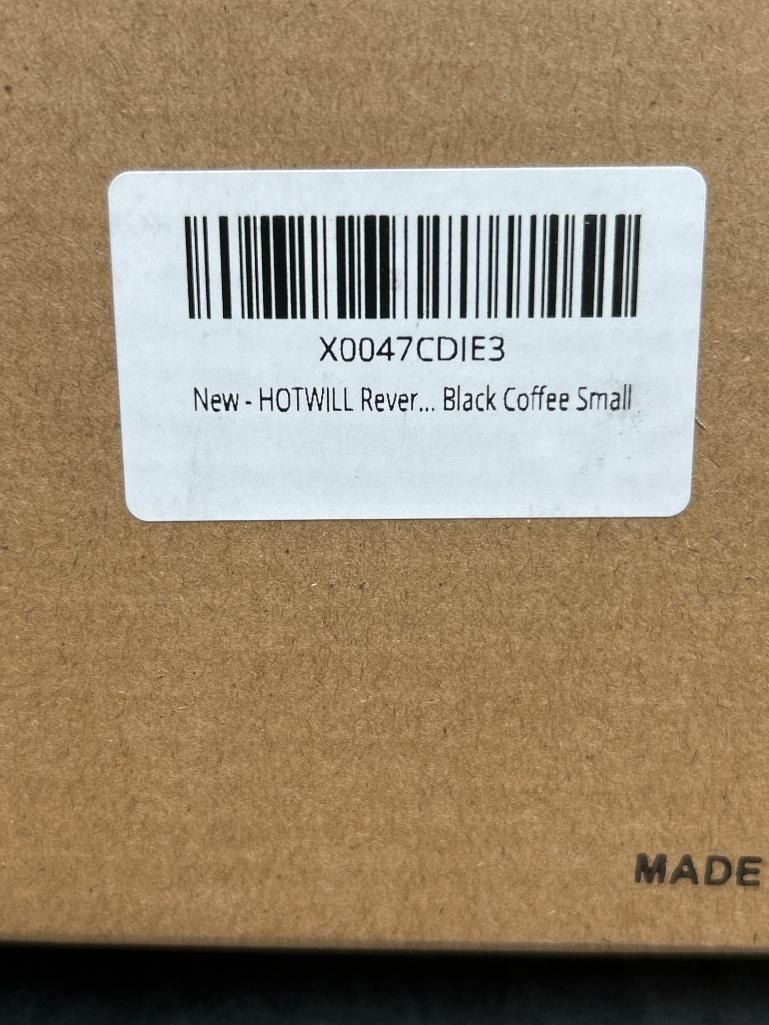 X0047CDIE3
New - HOTWILL Rever... Black Coffee Small
MADE